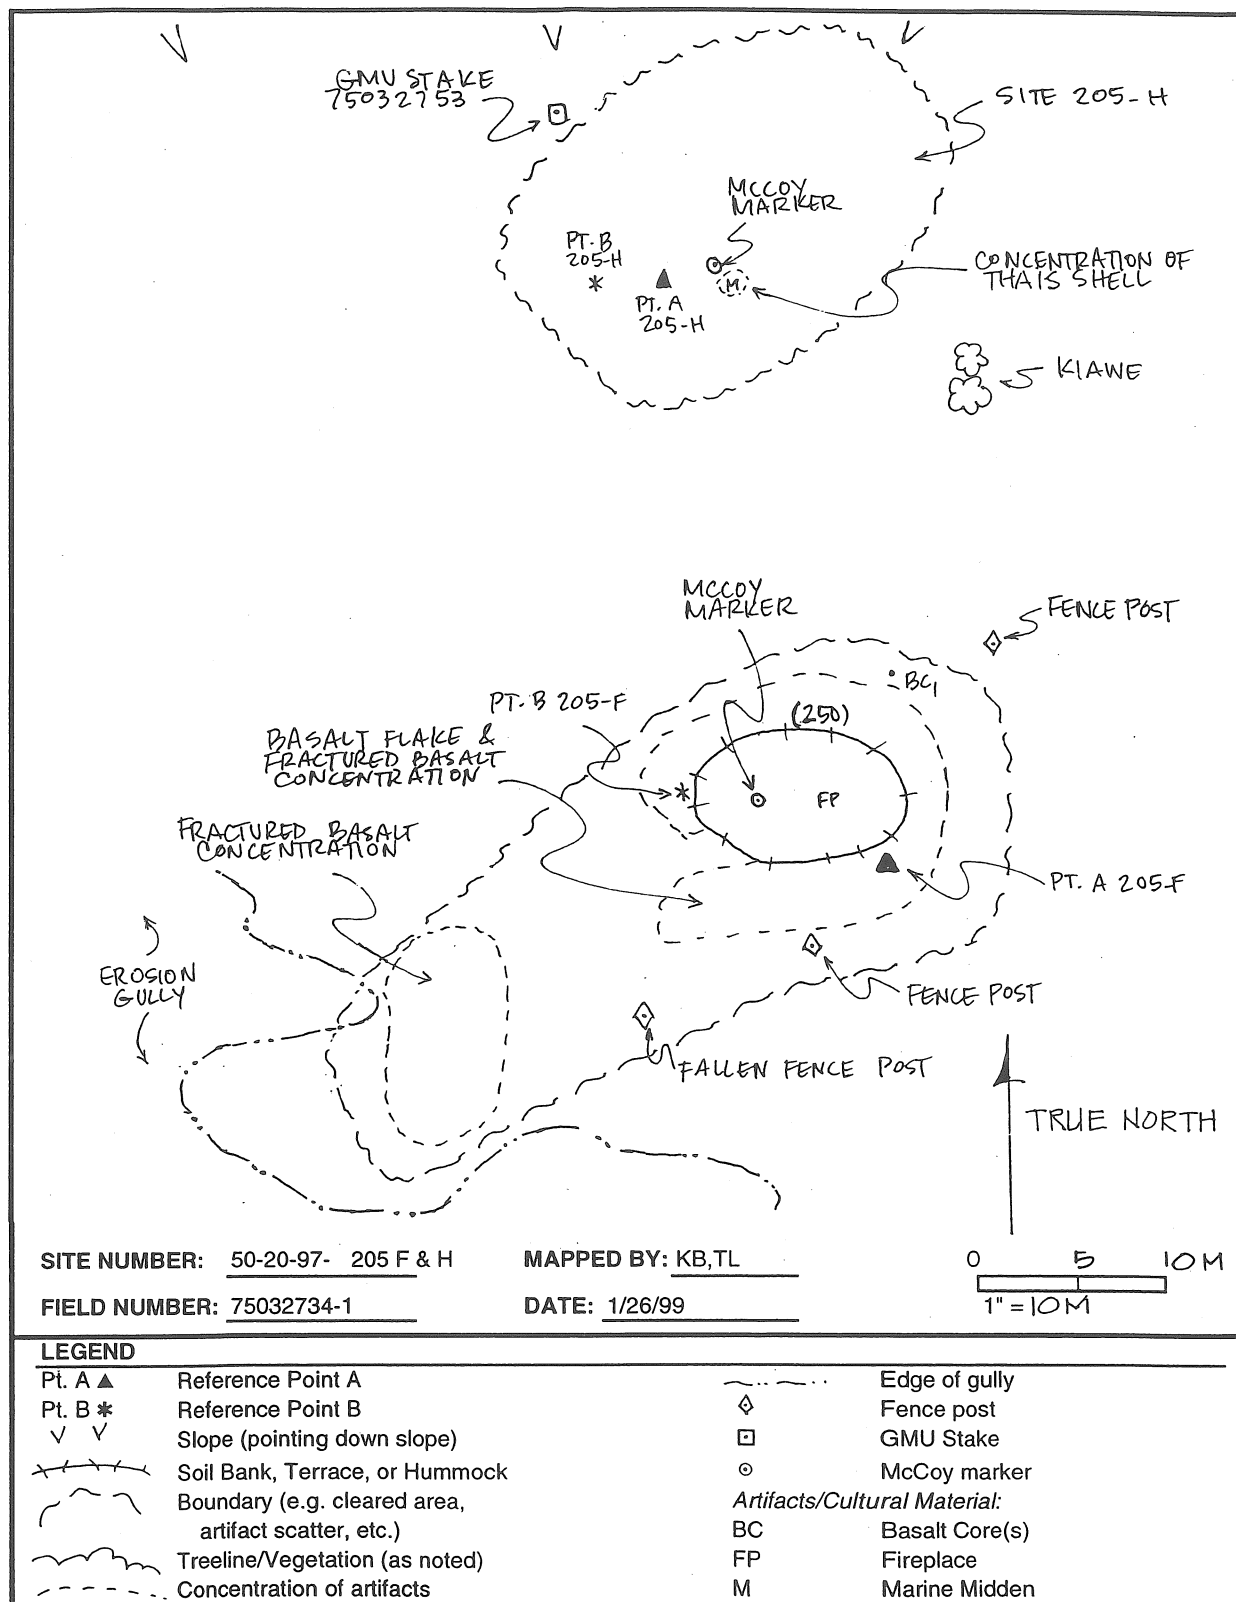 GMU STAKE
75032753
SITE 205-H
MCCOY
MARKER
PT. B
205-H
PT. A
205-H
M
CONCENTRATION OF
THAIS SHELL
KIAWE
MCCOY
MARKER
FENCE POST
BC1
PT. B 205-F
(250)
BASALT FLAKE &
FRACTURED BASALT
CONCENTRATION
FP
FRACTURED BASALT
CONCENTRATION
PT. A 205-F
EROSION
GULLY
FENCE POST
FALLEN FENCE POST
TRUE NORTH
SITE NUMBER: 50-20-97- 205 F & H
MAPPED BY: KB,TL
0 5 10 M
FIELD NUMBER: 75032734-1
DATE: 1/26/99
1" = 10 M
LEGEND
Pt. A Reference Point A
Pt. B Reference Point B
Slope (pointing down slope)
Soil Bank, Terrace, or Hummock
Boundary (e.g. cleared area,
artifact scatter, etc.)
Treeline/Vegetation (as noted)
Concentration of artifacts
Edge of gully
Fence post
GMU Stake
McCoy marker
Artifacts/Cultural Material:
BC Basalt Core(s)
FP Fireplace
M Marine Midden